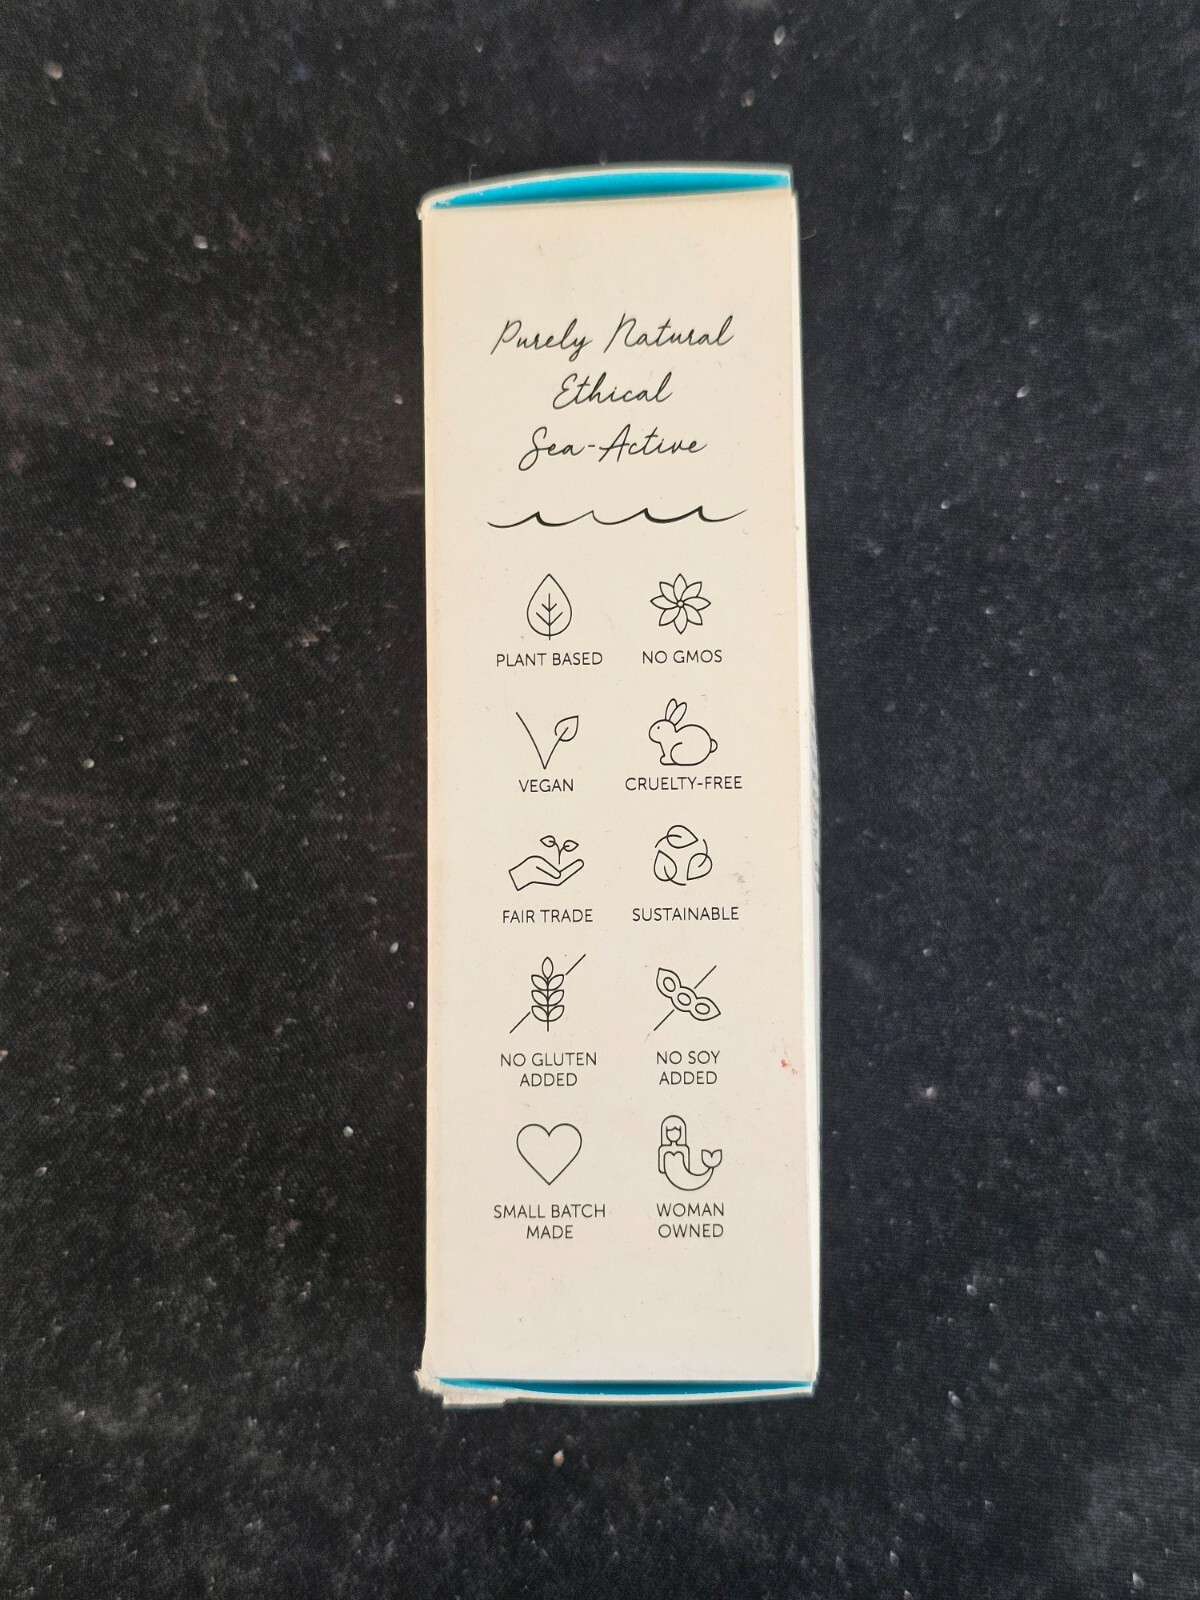 Purely Natural
Ethical
Sea-Active
PLANT BASED
NO GMOS
VEGAN
CRUELTY-FREE
FAIR TRADE
SUSTAINABLE
NO GLUTEN
ADDED
NO SOY
ADDED
SMALL BATCH
MADE
WOMAN
OWNED